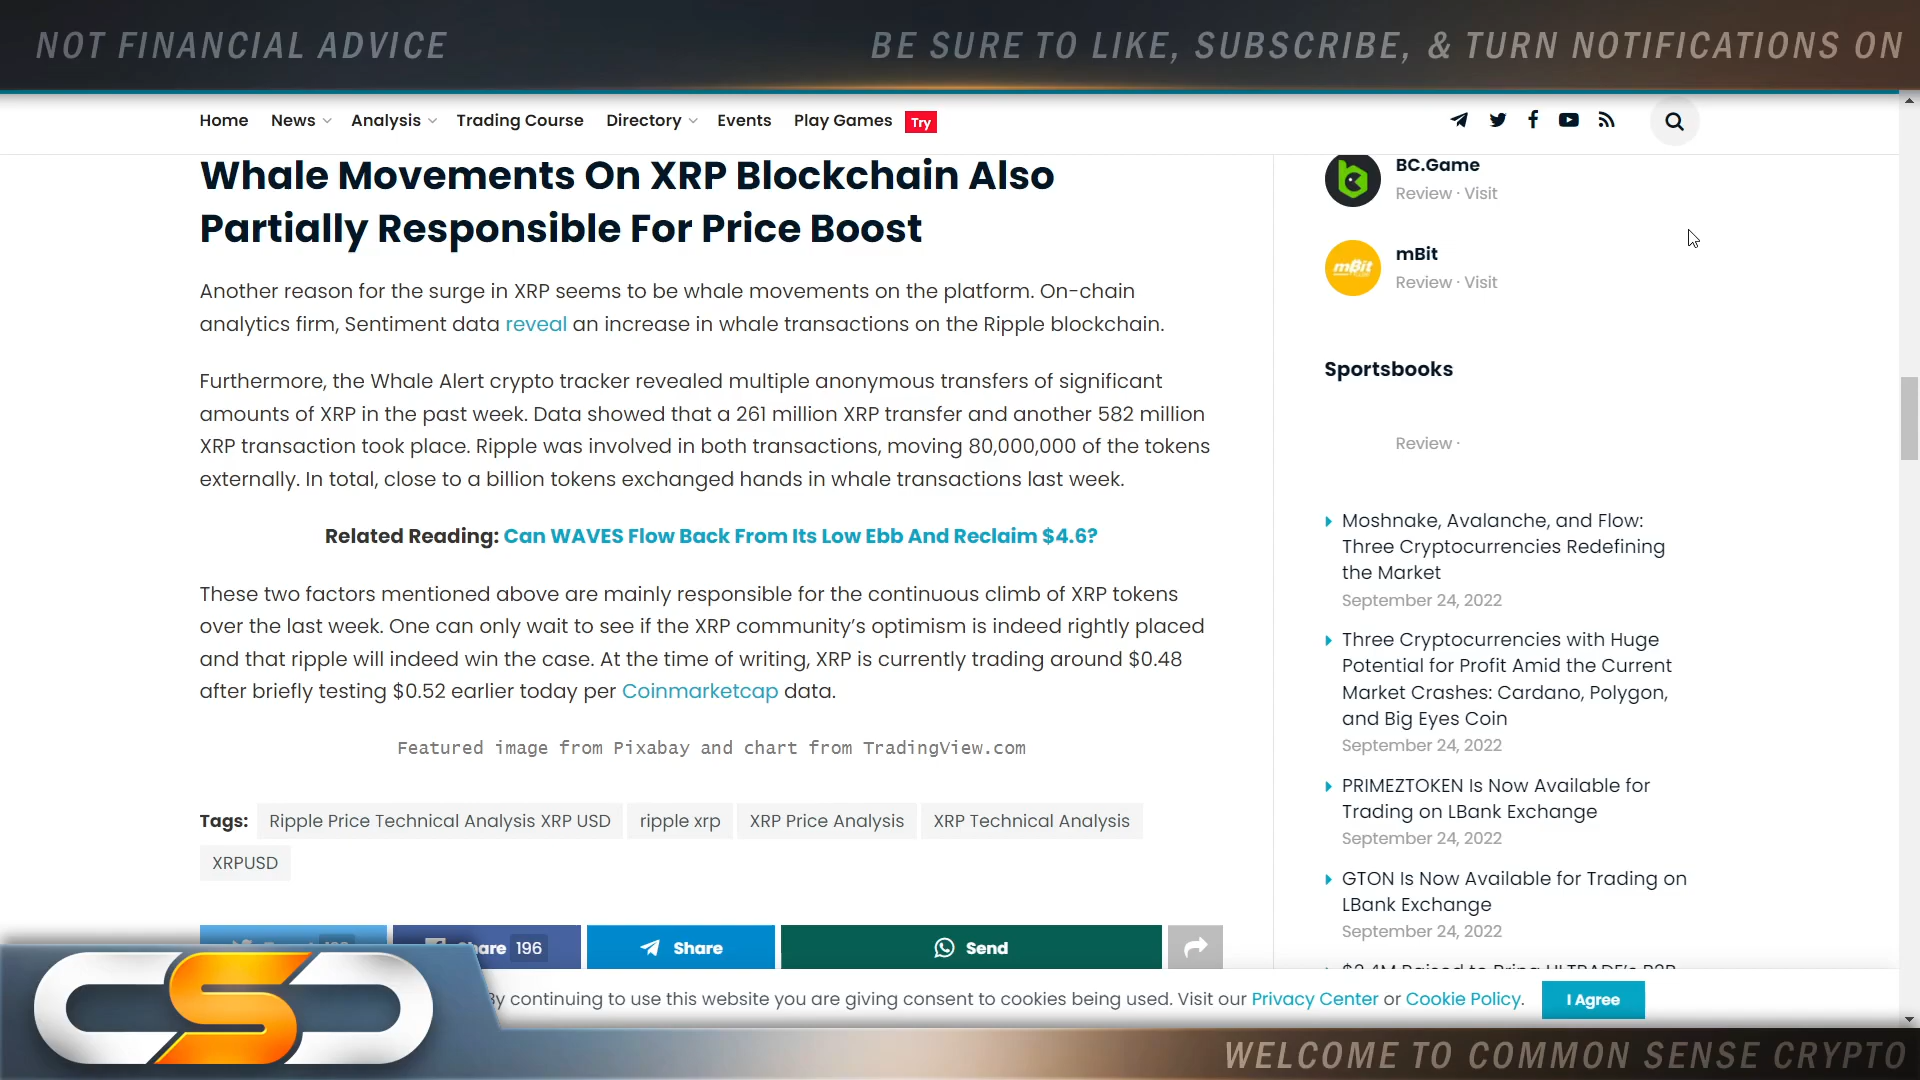 NOT FINANCIAL ADVICE
BE SURE TO LIKE, SUBSCRIBE, & TURN NOTIFICATIONS ON
Home News Analysis Trading Course Directory Events Play Games Try
Whale Movements On XRP Blockchain Also
Partially Responsible For Price Boost
Another reason for the surge in XRP seems to be whale movements on the platform. On-chain
analytics firm, Sentiment data reveal an increase in whale transactions on the Ripple blockchain.
Furthermore, the Whale Alert crypto tracker revealed multiple anonymous transfers of significant
amounts of XRP in the past week. Data showed that a 261 million XRP transfer and another 582 million
XRP transaction took place. Ripple was involved in both transactions, moving 80,000,000 of the tokens
externally. In total, close to a billion tokens exchanged hands in whale transactions last week.
Related Reading: Can WAVES Flow Back From Its Low Ebb And Reclaim $4.6?
These two factors mentioned above are mainly responsible for the continuous climb of XRP tokens
over the last week. One can only wait to see if the XRP community’s optimism is indeed rightly placed
and that ripple will indeed win the case. At the time of writing, XRP is currently trading around $0.48
after briefly testing $0.52 earlier today per Coinmarketcap data.
Featured image from Pixabay and chart from TradingView.com
Tags: Ripple Price Technical Analysis XRP USD ripple xrp XRP Price Analysis XRP Technical Analysis
XRPUSD
Share 196 Share Send
BC.Game
Review · Visit
mBit
mBit
Review · Visit
Sportsbooks
Review ·
Moshnake, Avalanche, and Flow:
Three Cryptocurrencies Redefining
the Market
September 24, 2022
Three Cryptocurrencies with Huge
Potential for Profit Amid the Current
Market Crashes: Cardano, Polygon,
and Big Eyes Coin
September 24, 2022
PRIMEZTOKEN Is Now Available for
Trading on LBank Exchange
September 24, 2022
GTON Is Now Available for Trading on
LBank Exchange
September 24, 2022
By continuing to use this website you are giving consent to cookies being used. Visit our Privacy Center or Cookie Policy. I Agree
CSC
WELCOME TO COMMON SENSE CRYPTO